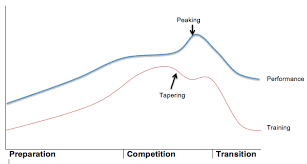 Peaking
Performance
Tapering
Training
Preparation
Competition
Transition